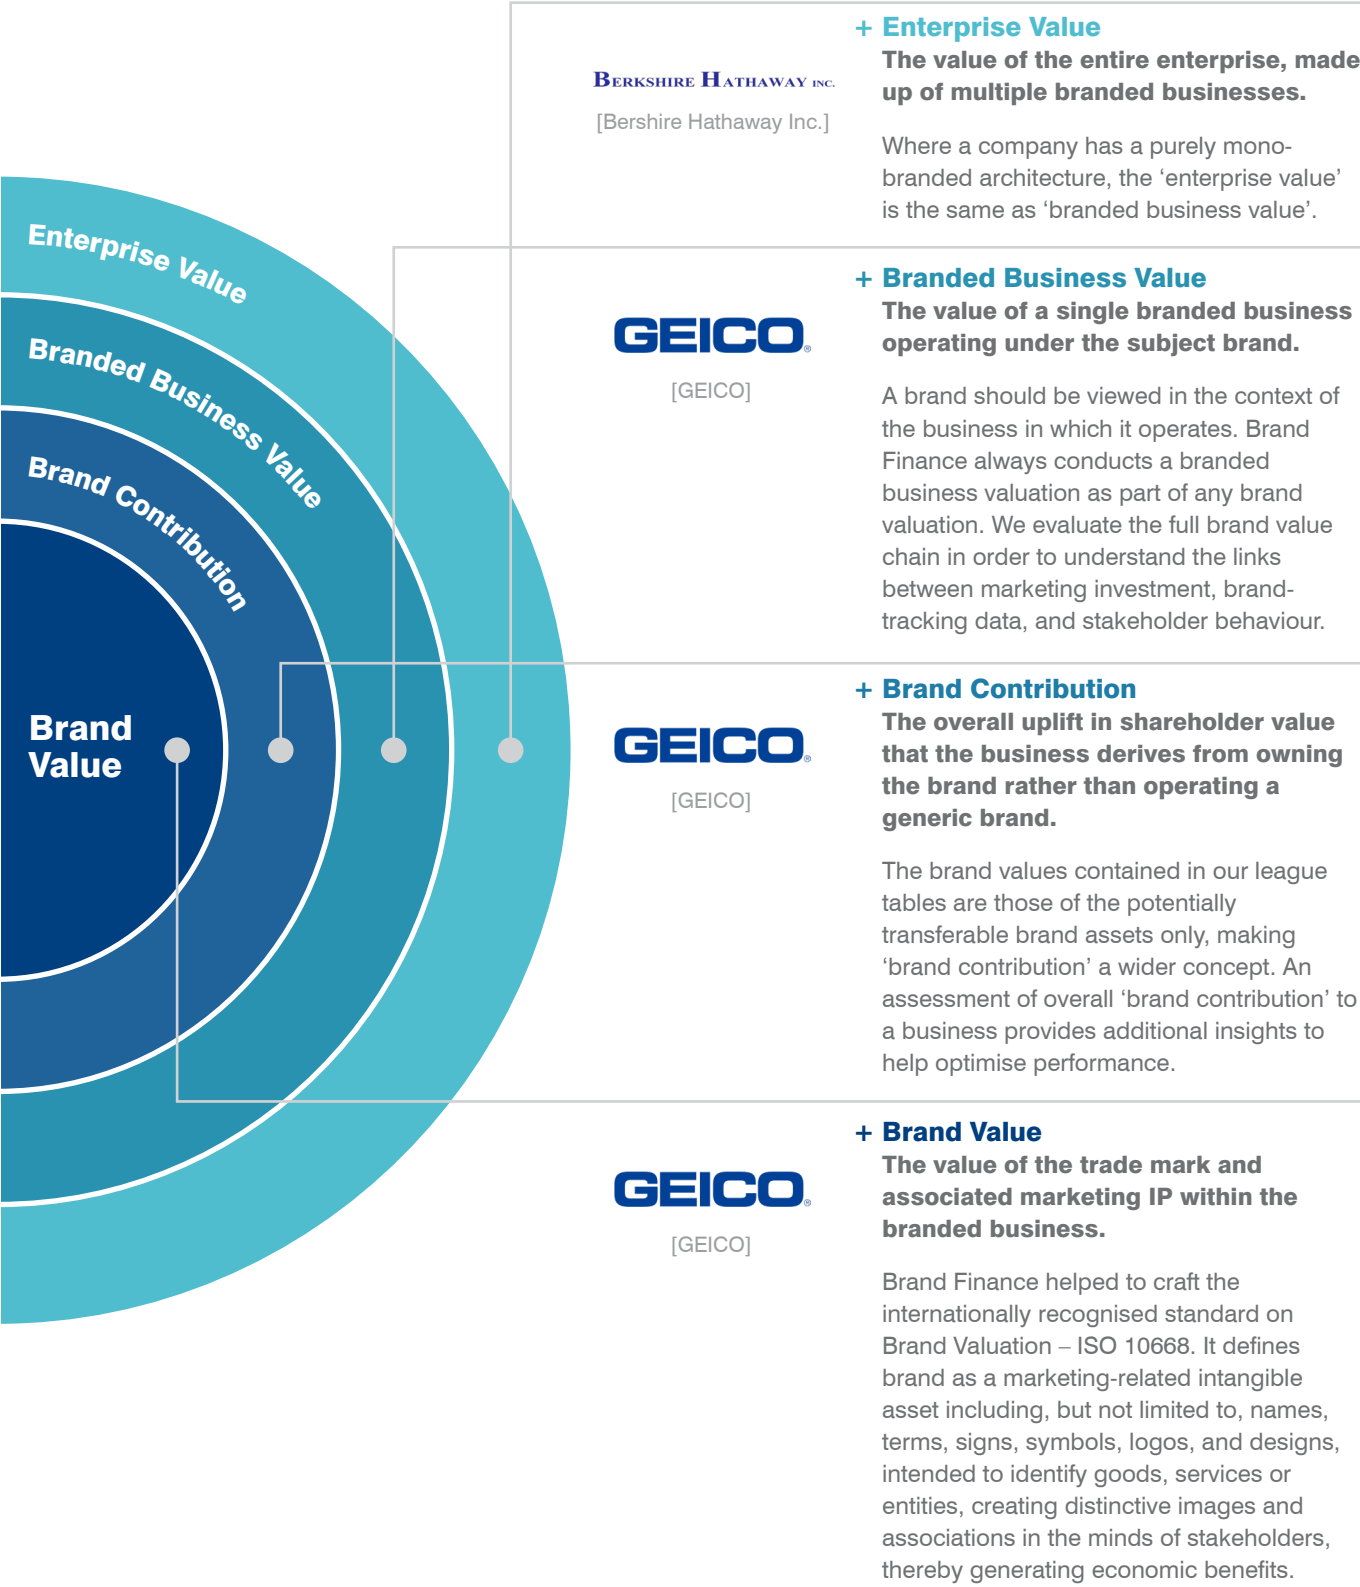 + Enterprise Value
The value of the entire enterprise, made
up of multiple branded businesses.
BERKSHIRE HATHAWAY INC.
[Bershire Hathaway Inc.]
Where a company has a purely mono-
branded architecture, the ‘enterprise value’
is the same as ‘branded business value’.
Enterprise Value
Branded Business Value
Brand Contribution
Brand
Value
+ Branded Business Value
The value of a single branded business
operating under the subject brand.
GEICO®
[GEICO]
A brand should be viewed in the context of
the business in which it operates. Brand
Finance always conducts a branded
business valuation as part of any brand
valuation. We evaluate the full brand value
chain in order to understand the links
between marketing investment, brand-
tracking data, and stakeholder behaviour.
+ Brand Contribution
The overall uplift in shareholder value
that the business derives from owning
the brand rather than operating a
generic brand.
GEICO®
[GEICO]
The brand values contained in our league
tables are those of the potentially
transferable brand assets only, making
‘brand contribution’ a wider concept. An
assessment of overall ‘brand contribution’ to
a business provides additional insights to
help optimise performance.
+ Brand Value
The value of the trade mark and
associated marketing IP within the
branded business.
GEICO®
[GEICO]
Brand Finance helped to craft the
internationally recognised standard on
Brand Valuation – ISO 10668. It defines
brand as a marketing-related intangible
asset including, but not limited to, names,
terms, signs, symbols, logos, and designs,
intended to identify goods, services or
entities, creating distinctive images and
associations in the minds of stakeholders,
thereby generating economic benefits.